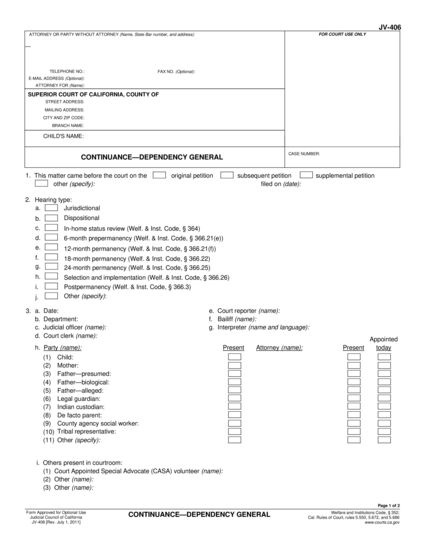 JV-406
ATTORNEY OR PARTY WITHOUT ATTORNEY (Name, State Bar number, and address):
FOR COURT USE ONLY
TELEPHONE NO.: FAX NO. (Optional):
E-MAIL ADDRESS (Optional):
ATTORNEY FOR (Name):
SUPERIOR COURT OF CALIFORNIA, COUNTY OF
STREET ADDRESS:
MAILING ADDRESS:
CITY AND ZIP CODE:
BRANCH NAME:
CHILD'S NAME:
CONTINUANCE—DEPENDENCY GENERAL
CASE NUMBER:
1. This matter came before the court on the original petition subsequent petition supplemental petition
other (specify): filed on (date):
2. Hearing type:
a. Jurisdictional
b. Dispositional
c. In-home status review (Welf. & Inst. Code, § 364)
d. 6-month prepermanency (Welf. & Inst. Code, § 366.21(e))
e. 12-month permanency (Welf. & Inst. Code, § 366.21(f))
f. 18-month permanency (Welf. & Inst. Code, § 366.22)
g. 24-month permanency (Welf. & Inst. Code, § 366.25)
h. Selection and implementation (Welf. & Inst. Code, § 366.26)
i. Postpermanency (Welf. & Inst. Code, § 366.3)
j. Other (specify):
3. a. Date: e. Court reporter (name):
b. Department: f. Bailiff (name):
c. Judicial officer (name): g. Interpreter (name and language):
d. Court clerk (name):
Appointed
h. Party (name): Present Attorney (name): Present today
(1) Child:
(2) Mother:
(3) Father—presumed:
(4) Father—biological:
(5) Father—alleged:
(6) Legal guardian:
(7) Indian custodian:
(8) De facto parent:
(9) County agency social worker:
(10) Tribal representative:
(11) Other (specify):
i. Others present in courtroom:
(1) Court Appointed Special Advocate (CASA) volunteer (name):
(2) Other (name):
(3) Other (name):
Page 1 of 2
Form Approved for Optional Use
Judicial Council of California
JV-406 [Rev. July 1, 2011]
CONTINUANCE—DEPENDENCY GENERAL
Welfare and Institutions Code, § 352;
Cal. Rules of Court, rules 5.550, 5.672, and 5.686
www.courts.ca.gov